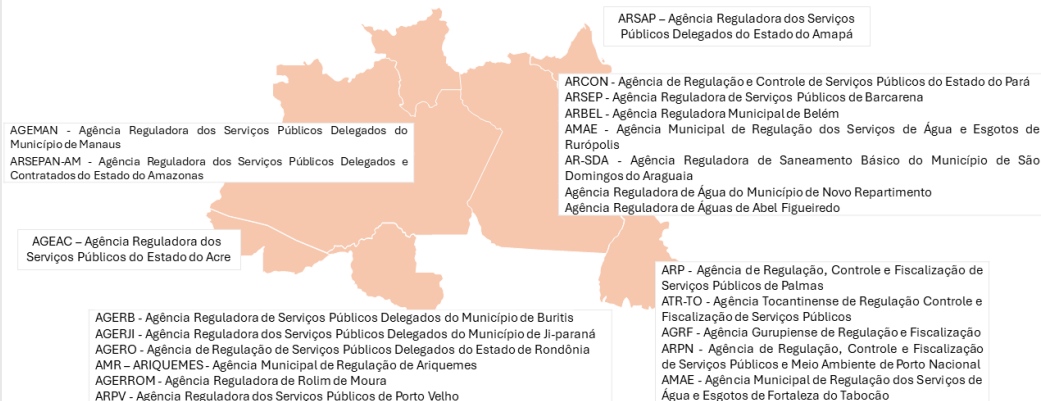 ARSAP – Agência Reguladora dos Serviços
Públicos Delegados do Estado do Amapá
ARCON - Agência de Regulação e Controle de Serviços Públicos do Estado do Pará
ARSEP - Agência Reguladora de Serviços Públicos de Barcarena
ARBEL - Agência Reguladora Municipal de Belém
AMAE - Agência Municipal de Regulação dos Serviços de Água e Esgotos de
Rurópolis
AR-SDA - Agência Reguladora de Saneamento Básico do Município de São
Domingos do Araguaia
Agência Reguladora de Água do Município de Novo Repartimento
Agência Reguladora de Águas de Abel Figueiredo
AGEMAN - Agência Reguladora dos Serviços Públicos Delegados do
Município de Manaus
ARSEPAN-AM - Agência Reguladora dos Serviços Públicos Delegados e
Contratados do Estado do Amazonas
AGEAC – Agência Reguladora dos
Serviços Públicos do Estado do Acre
AGERB - Agência Reguladora de Serviços Públicos Delegados do Município de Buritis
AGERJI - Agência Reguladora dos Serviços Públicos Delegados do Município de Ji-paraná
AGERO - Agência de Regulação de Serviços Públicos Delegados do Estado de Rondônia
AMR – ARIQUEMES - Agência Municipal de Regulação de Ariquemes
AGERROM - Agência Reguladora de Rolim de Moura
ARPV - Agência Reguladora dos Serviços Públicos de Porto Velho
ARP - Agência de Regulação, Controle e Fiscalização de
Serviços Públicos de Palmas
ATR-TO - Agência Tocantinense de Regulação Controle e
Fiscalização de Serviços Públicos
AGRF - Agência Gurupiense de Regulação e Fiscalização
ARPN - Agência de Regulação, Controle e Fiscalização
de Serviços Públicos e Meio Ambiente de Porto Nacional
AMAE - Agência Municipal de Regulação dos Serviços de
Água e Esgotos de Fortaleza do Tabocão